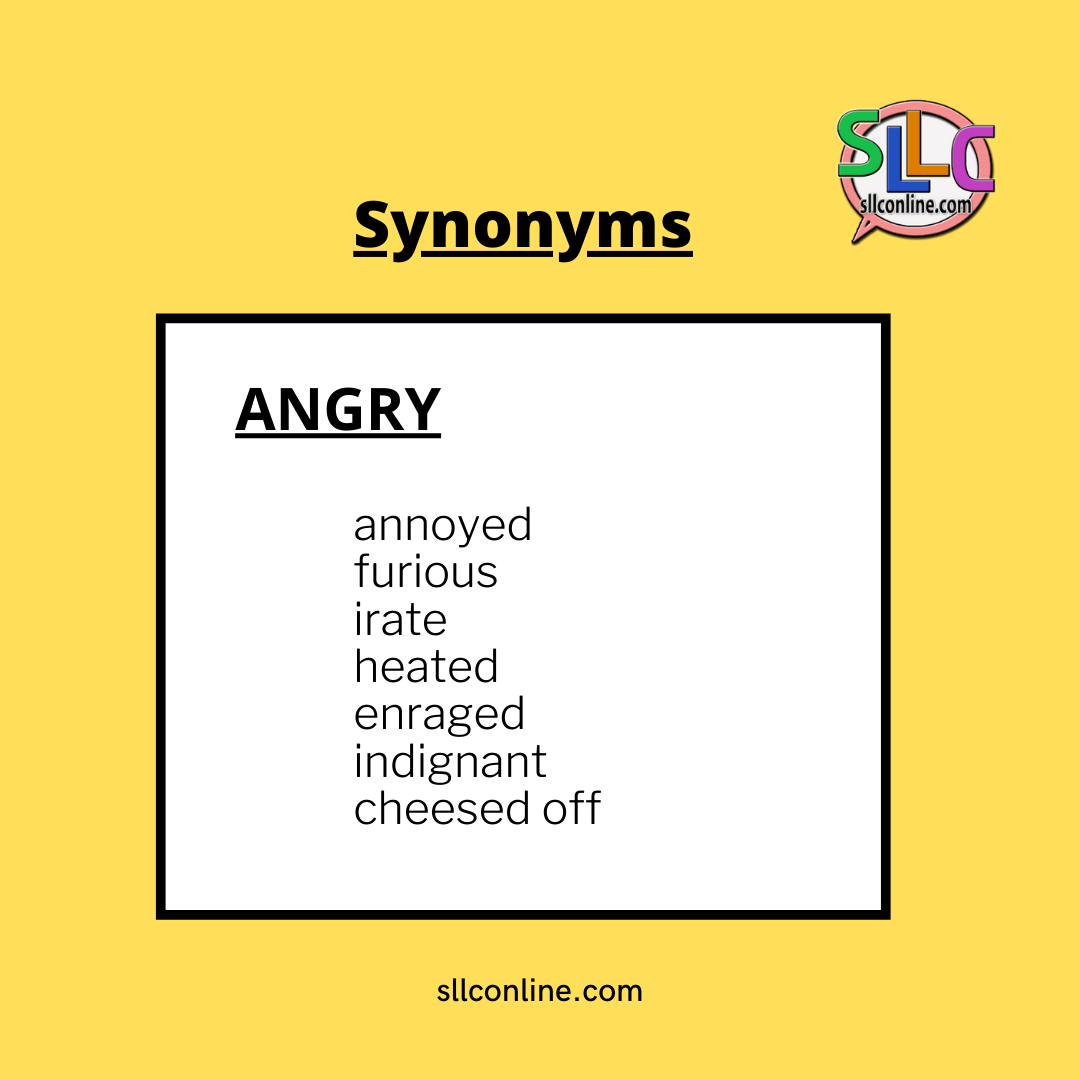 SLLC
sllconline.com
Synonyms
ANGRY
annoyed
furious
irate
heated
enraged
indignant
cheesed off
sllconline.com